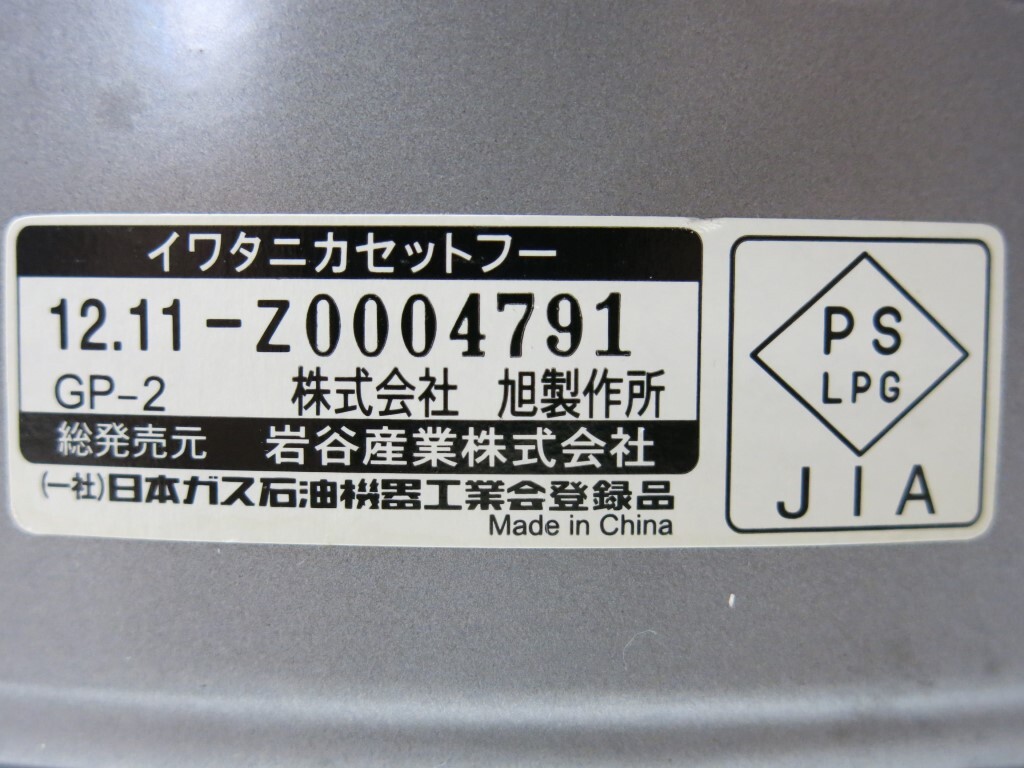 イワタニカセットフー
12.11-Z0004791
GP-2 株式会社 旭製作所
総発売元 岩谷産業株式会社
(一社)日本ガス石油機器工業会登録品
Made in China
PS
LPG
JIA